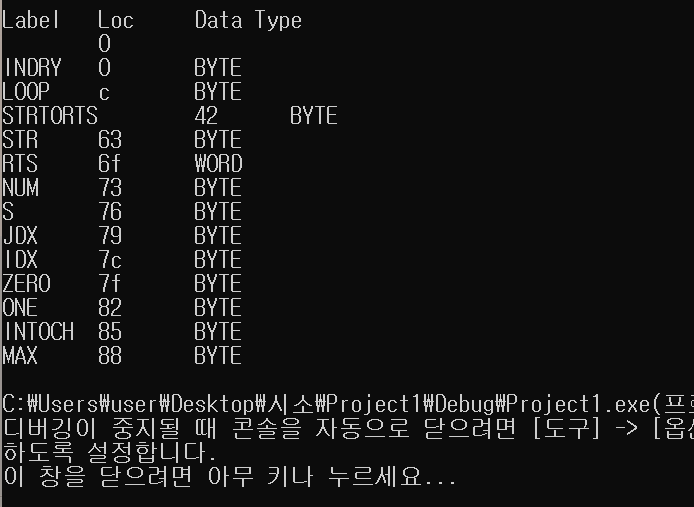 Label Loc Data Type
0
INDRY 0 BYTE
LOOP c BYTE
STRTORTS 42 BYTE
STR 63 BYTE
RTS 6f WORD
NUM 73 BYTE
S 76 BYTE
JDX 79 BYTE
IDX 7c BYTE
ZERO 7f BYTE
ONE 82 BYTE
INTOCH 85 BYTE
MAX 88 BYTE
C:₩Users₩user₩Desktop₩시소₩Project1₩Debug₩Project1.exe(프로
디버깅이 중지될 때 콘솔을 자동으로 닫으려면 [도구] -> [옵션
하도록 설정합니다.
이 창을 닫으려면 아무 키나 누르세요...